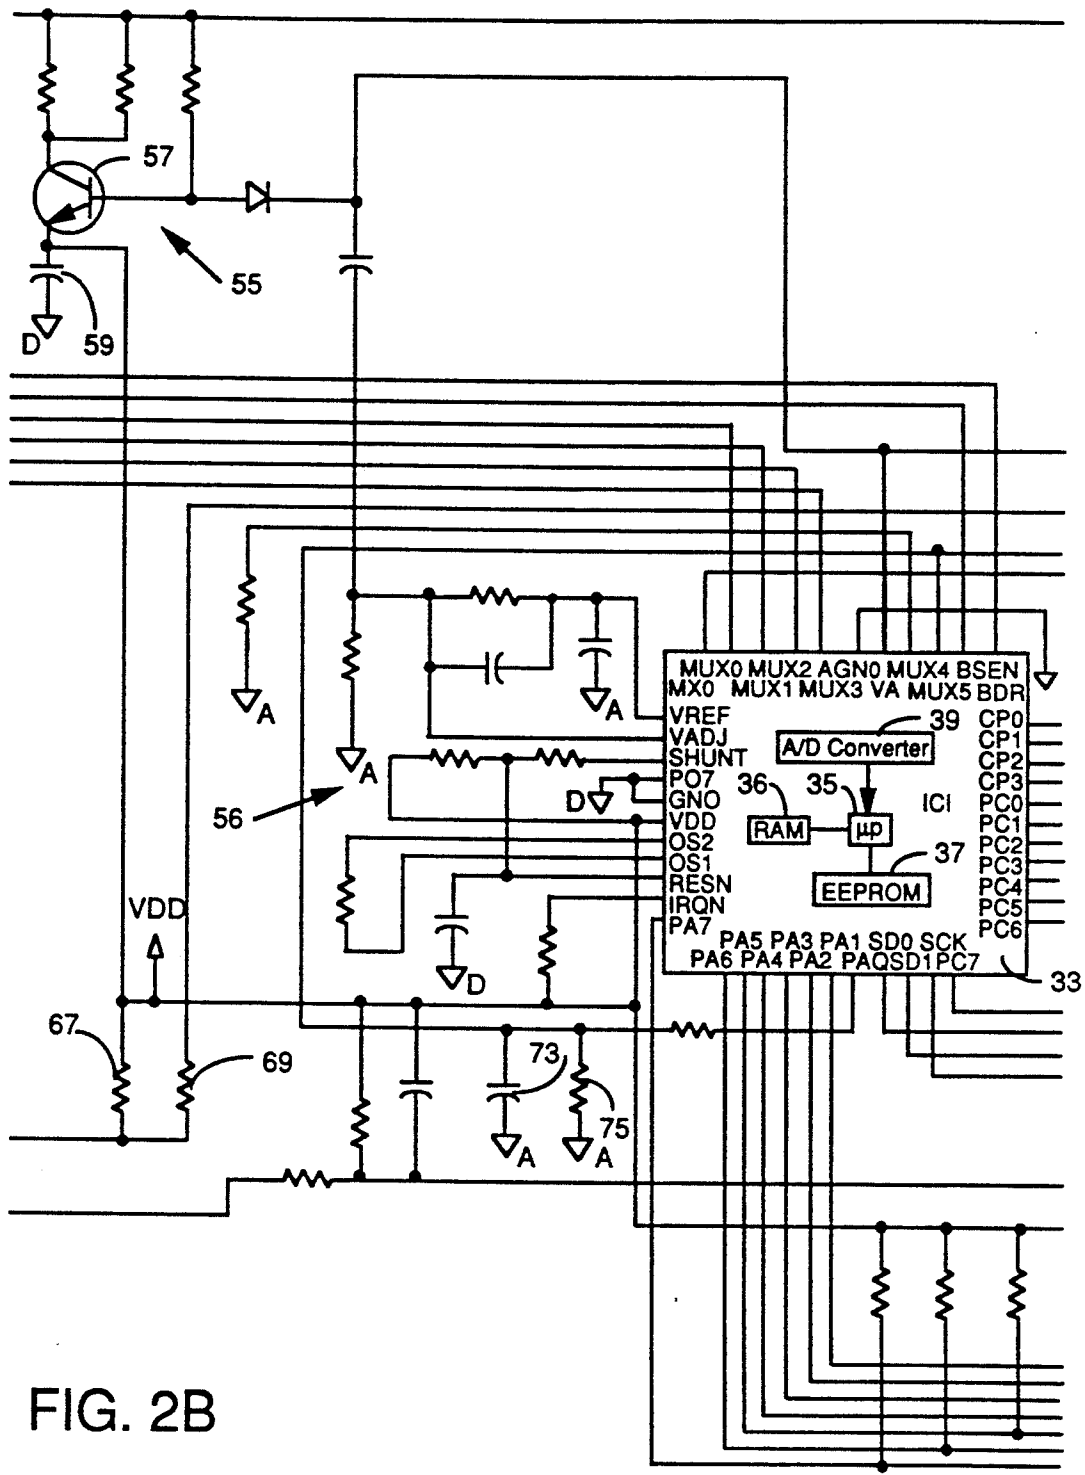 57
55
D
59
MUX0 MUX2 AGN0 MUX4 BSEN
MX0 MUX1 MUX3 VA MUX5 BDR
A
A
A
56
VREF
VADJ
SHUNT
D
PO7
GNO
VDD
OS2
OS1
RESN
IRQN
PA7
39
A/D Converter
36
35
ICI
RAM
µp
37
EEPROM
CP0
CP1
CP2
CP3
PC0
PC1
PC2
PC3
PC4
PC5
PC6
PA5 PA3 PA1 SD0 SCK
PA6 PA4 PA2 PAQSD1PC7
33
VDD
D
67
69
73
75
A
A
FIG. 2B